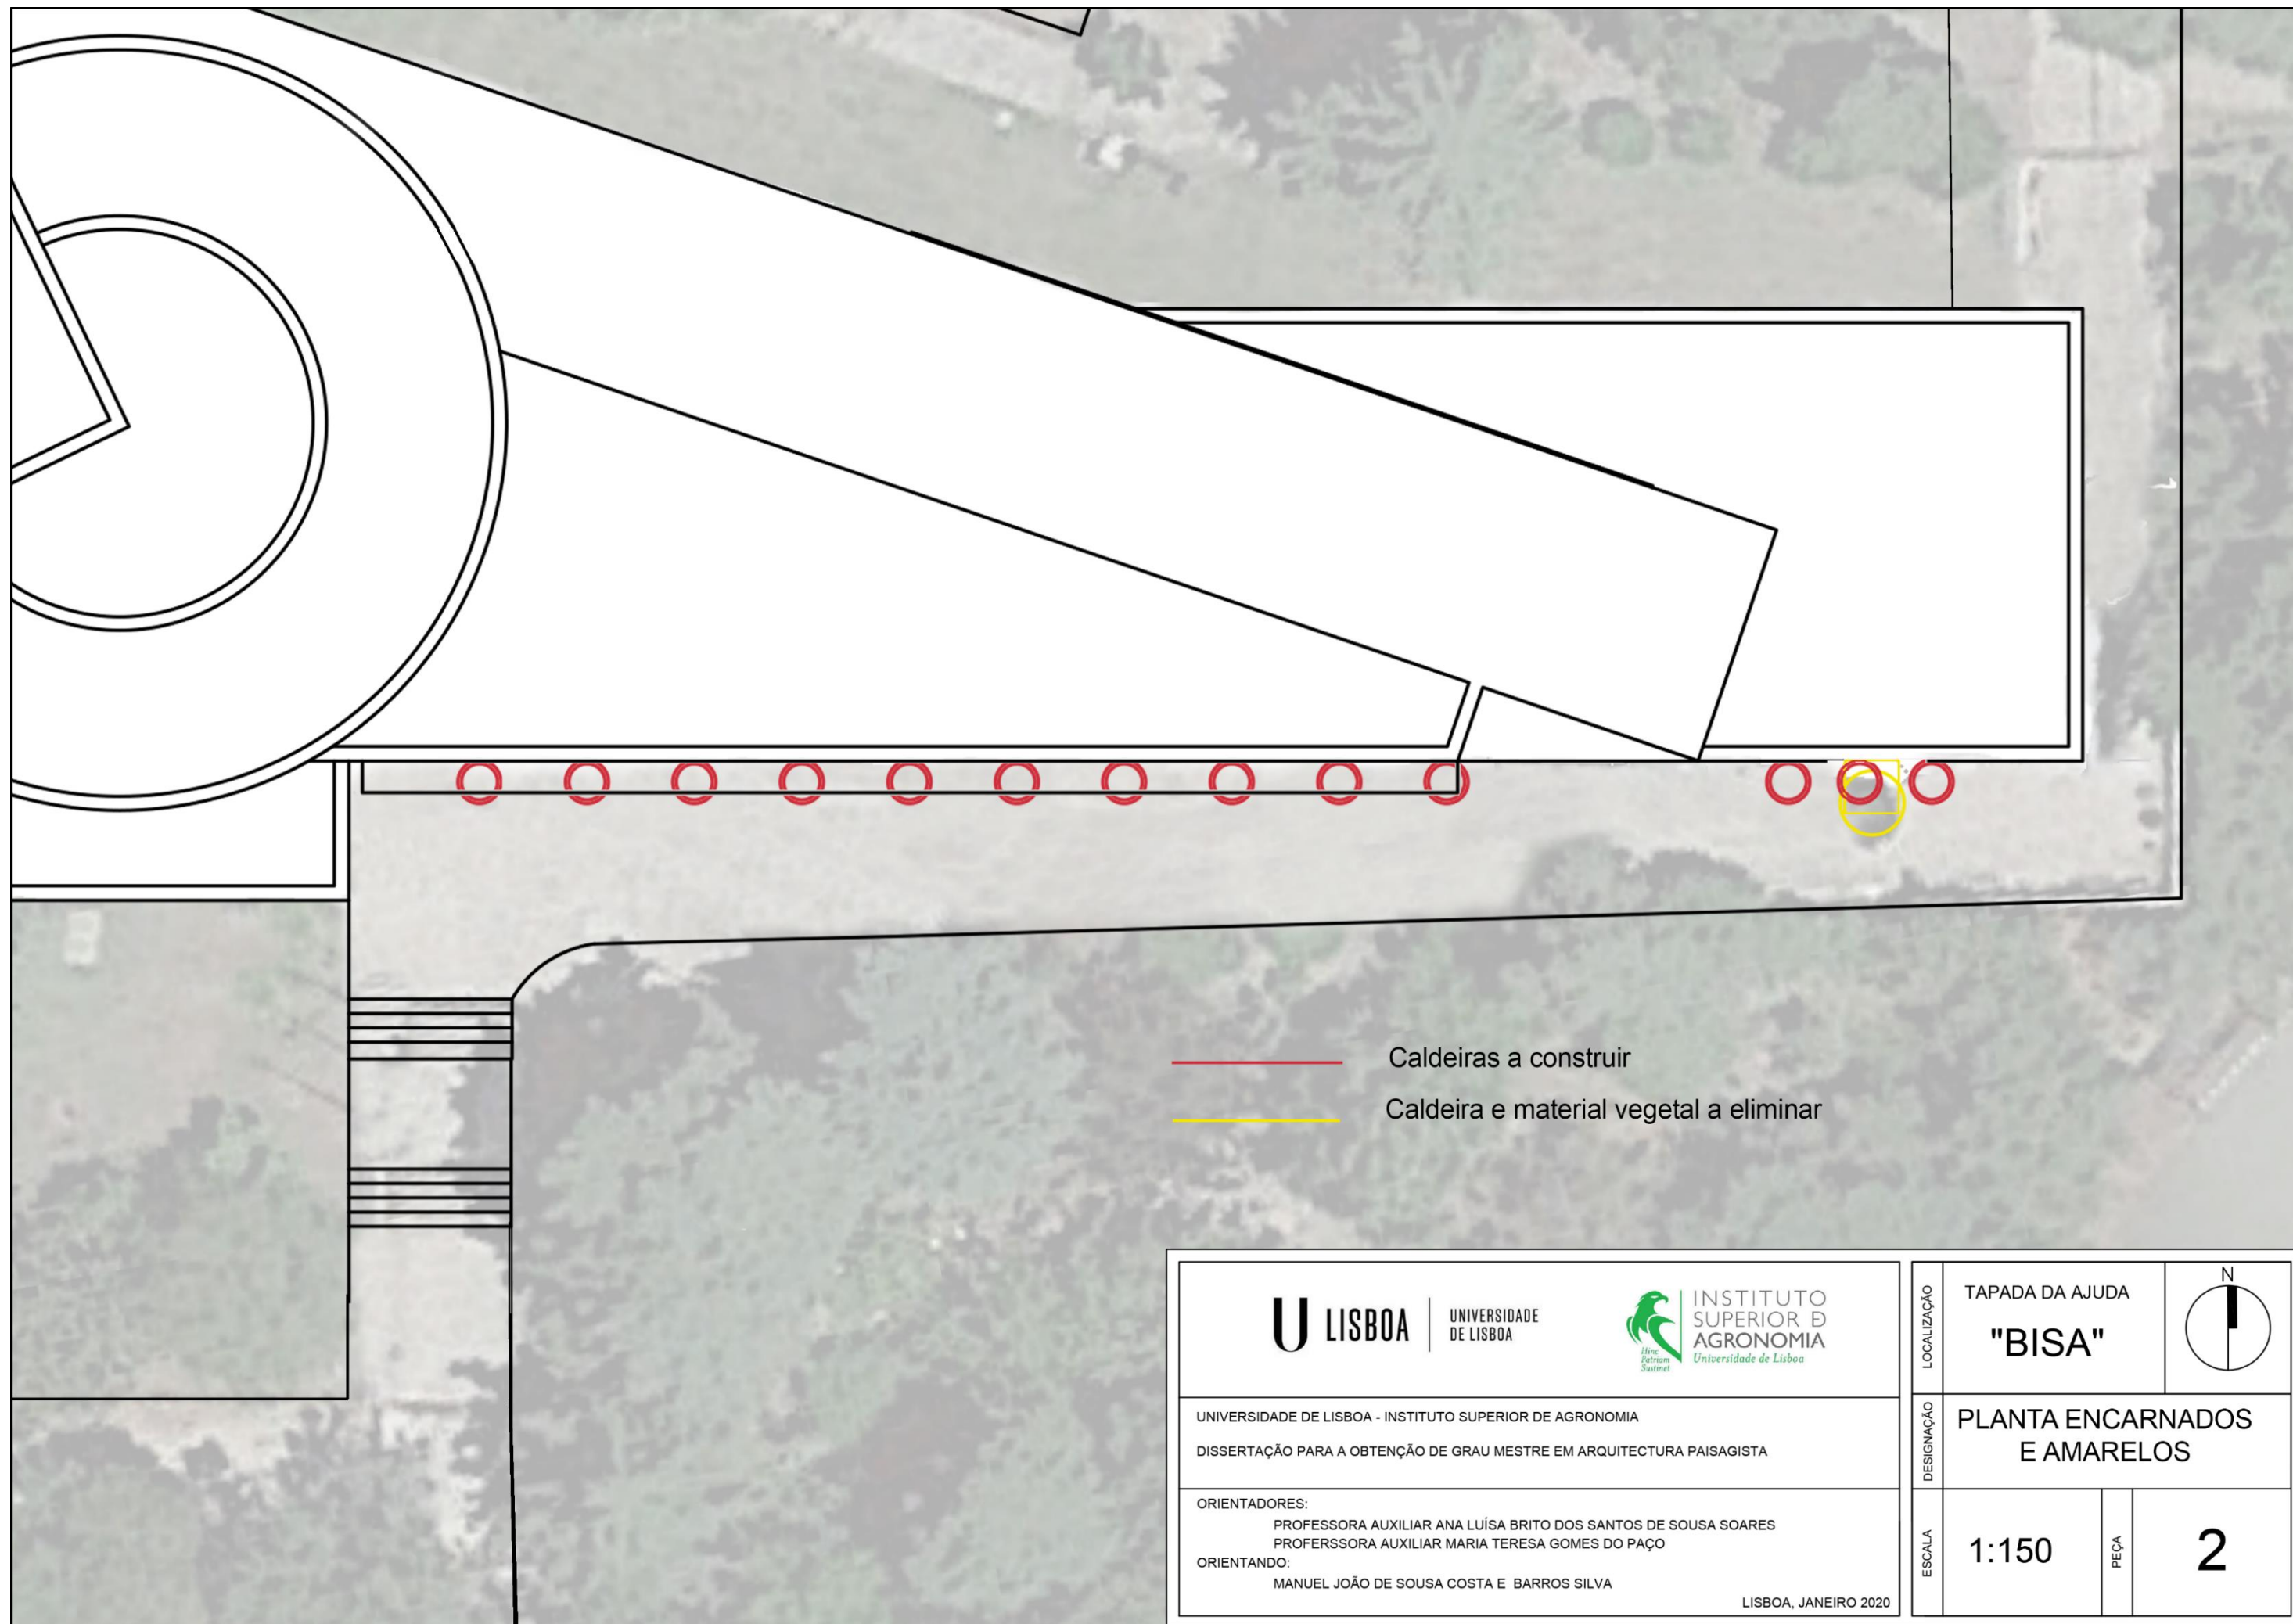 Caldeiras a construir
Caldeira e material vegetal a eliminar
U LISBOA
UNIVERSIDADE
DE LISBOA
Hinc
Patriam
Sustinet
INSTITUTO
SUPERIOR D
AGRONOMIA
Universidade de Lisboa
UNIVERSIDADE DE LISBOA - INSTITUTO SUPERIOR DE AGRONOMIA
DISSERTAÇÃO PARA A OBTENÇÃO DE GRAU MESTRE EM ARQUITECTURA PAISAGISTA
ORIENTADORES:
PROFESSORA AUXILIAR ANA LUÍSA BRITO DOS SANTOS DE SOUSA SOARES
PROFERSSORA AUXILIAR MARIA TERESA GOMES DO PAÇO
ORIENTANDO:
MANUEL JOÃO DE SOUSA COSTA E BARROS SILVA
LISBOA, JANEIRO 2020
LOCALIZAÇÃO
TAPADA DA AJUDA
"BISA"
N
DESIGNAÇÃO
PLANTA ENCARNADOS
E AMARELOS
ESCALA
1:150
PEÇA
2